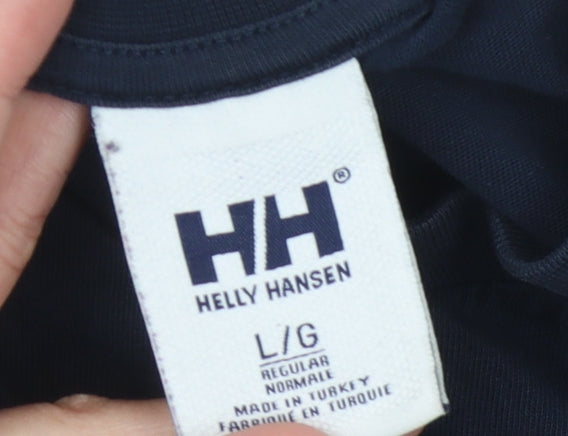 HH®
HELLY HANSEN
L/G
REGULAR
NORMALE
MADE IN TURKEY
FABRIQUÉ EN TURQUIE